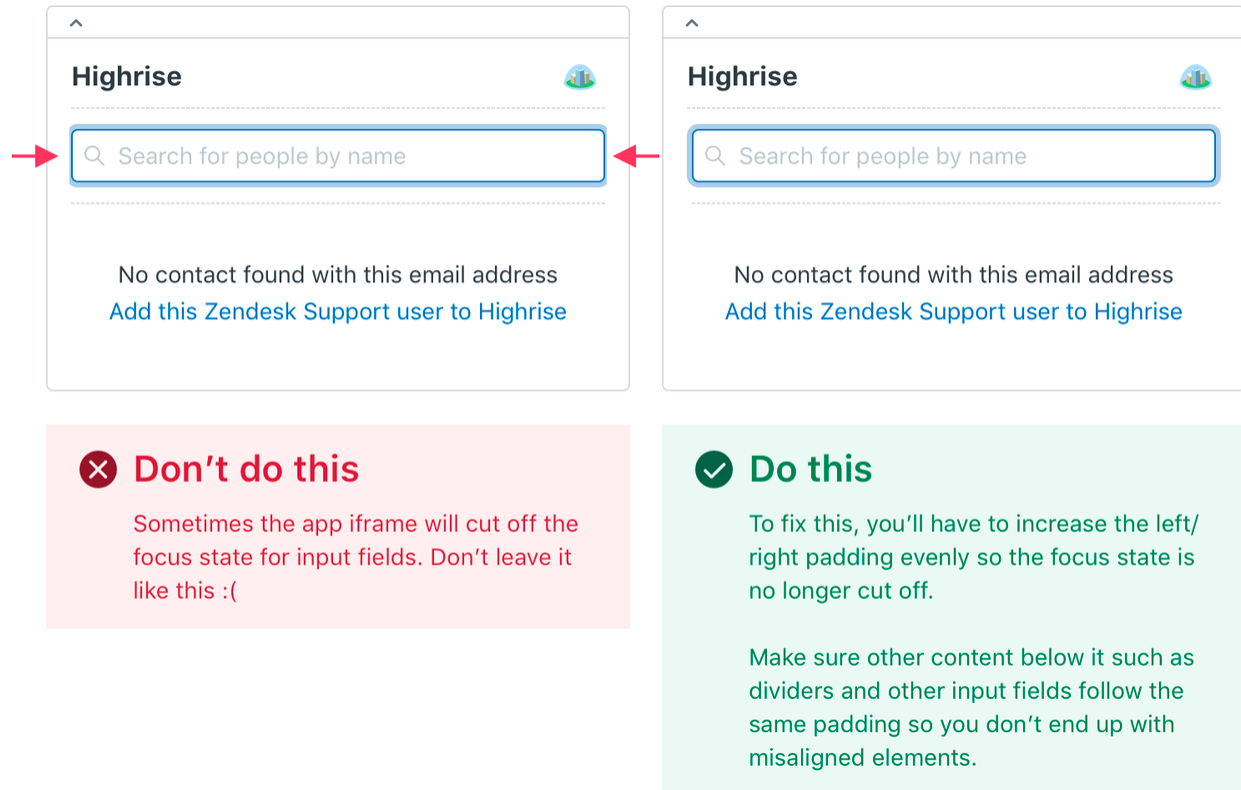 Highrise
Search for people by name
No contact found with this email address
Add this Zendesk Support user to Highrise
Don’t do this
Sometimes the app iframe will cut off the
focus state for input fields. Don’t leave it
like this :(
Highrise
Search for people by name
No contact found with this email address
Add this Zendesk Support user to Highrise
Do this
To fix this, you’ll have to increase the left/
right padding evenly so the focus state is
no longer cut off.
Make sure other content below it such as
dividers and other input fields follow the
same padding so you don’t end up with
misaligned elements.